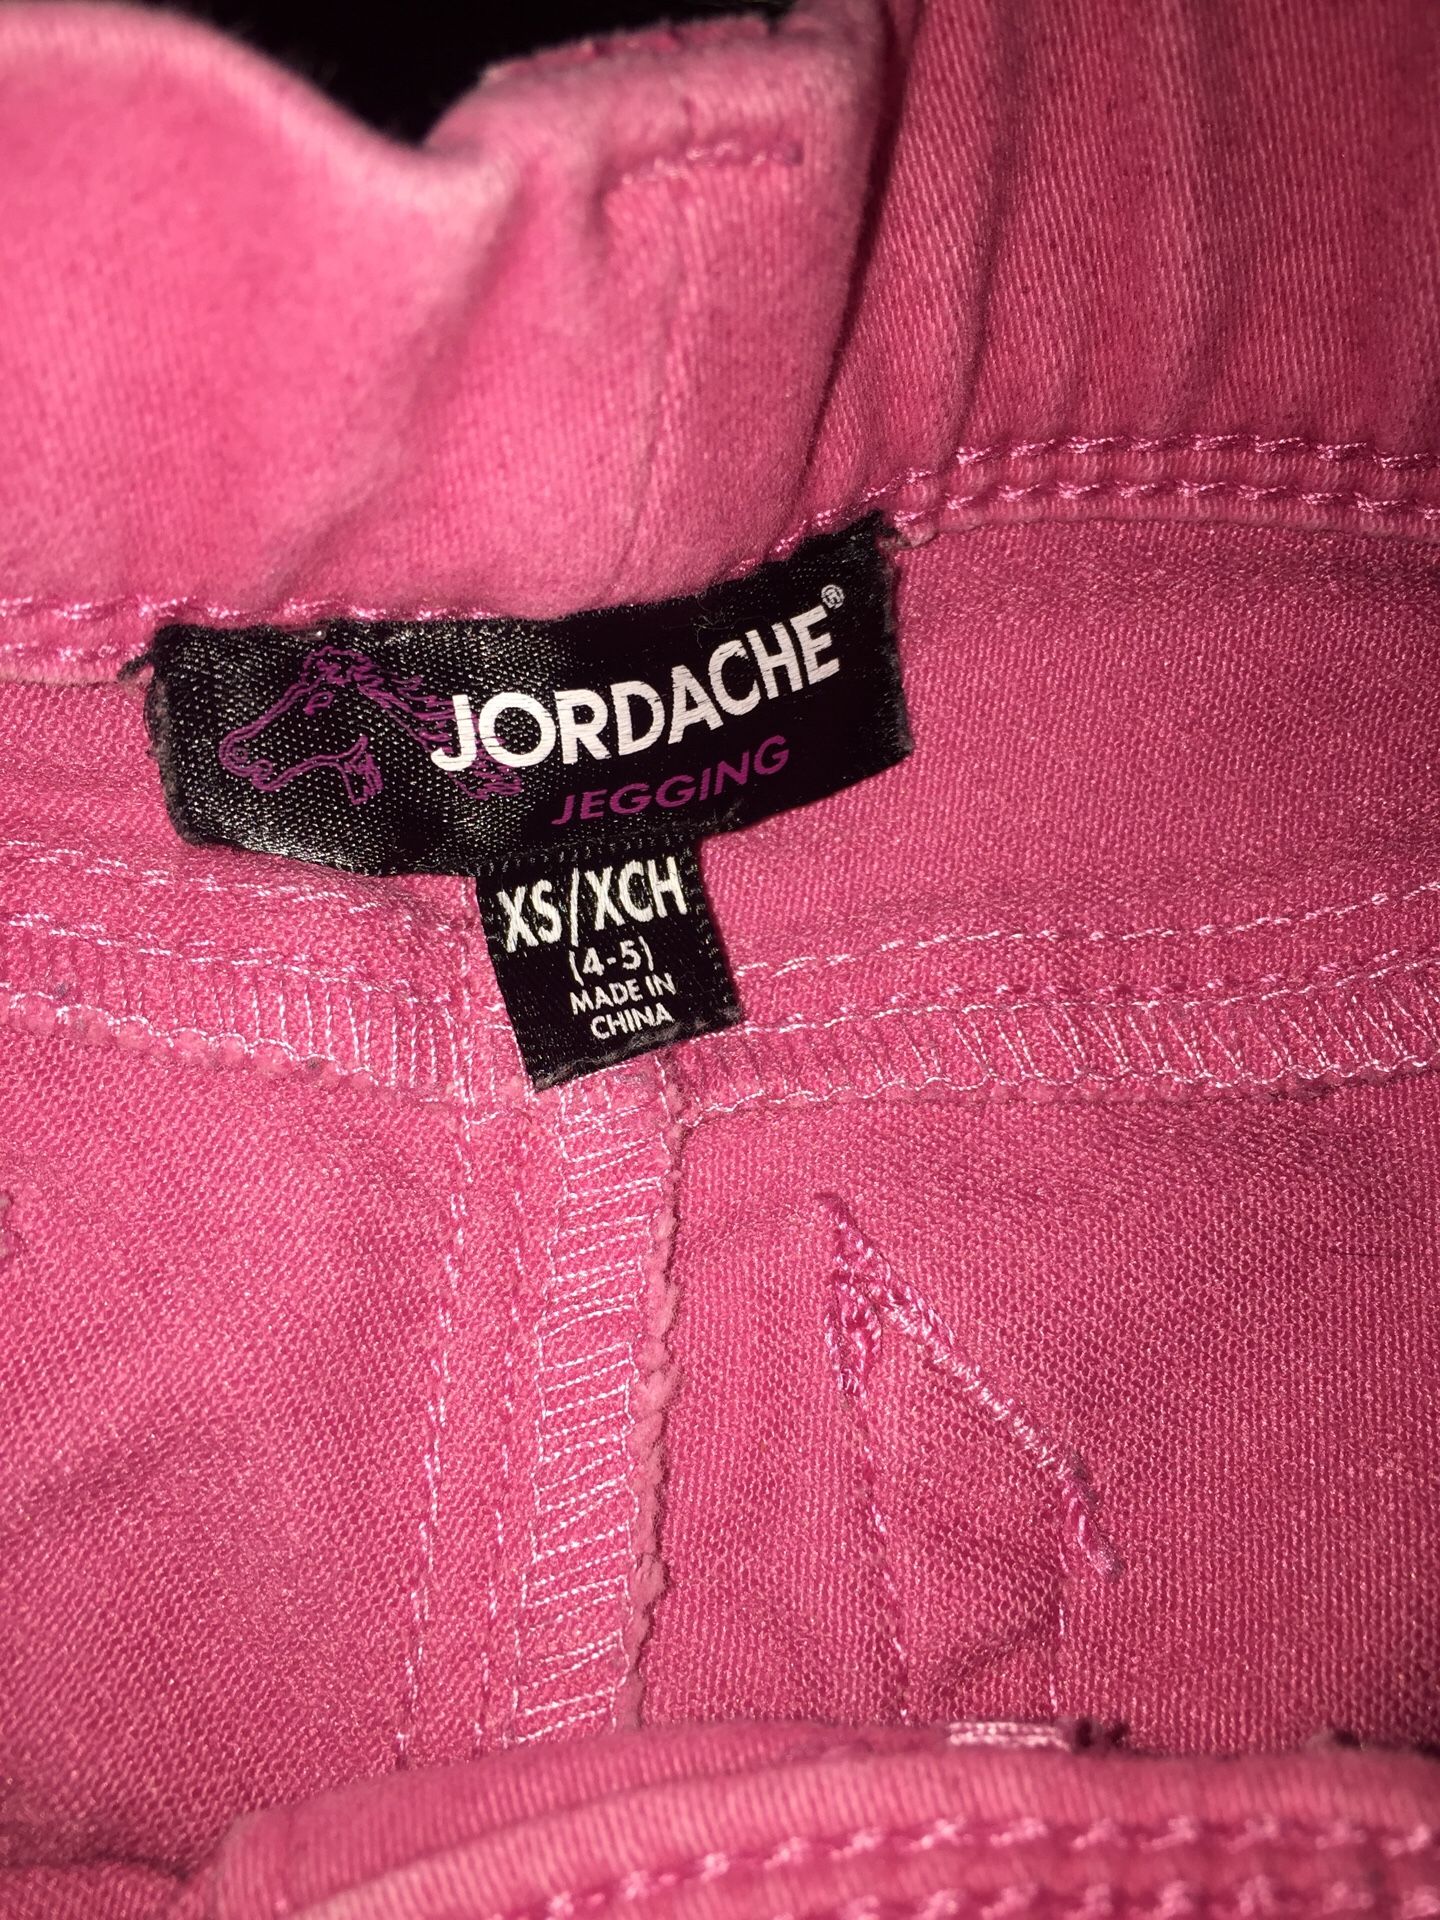 JORDACHE®
JEGGING
XS/XCH
(4-5)
MADE IN
CHINA